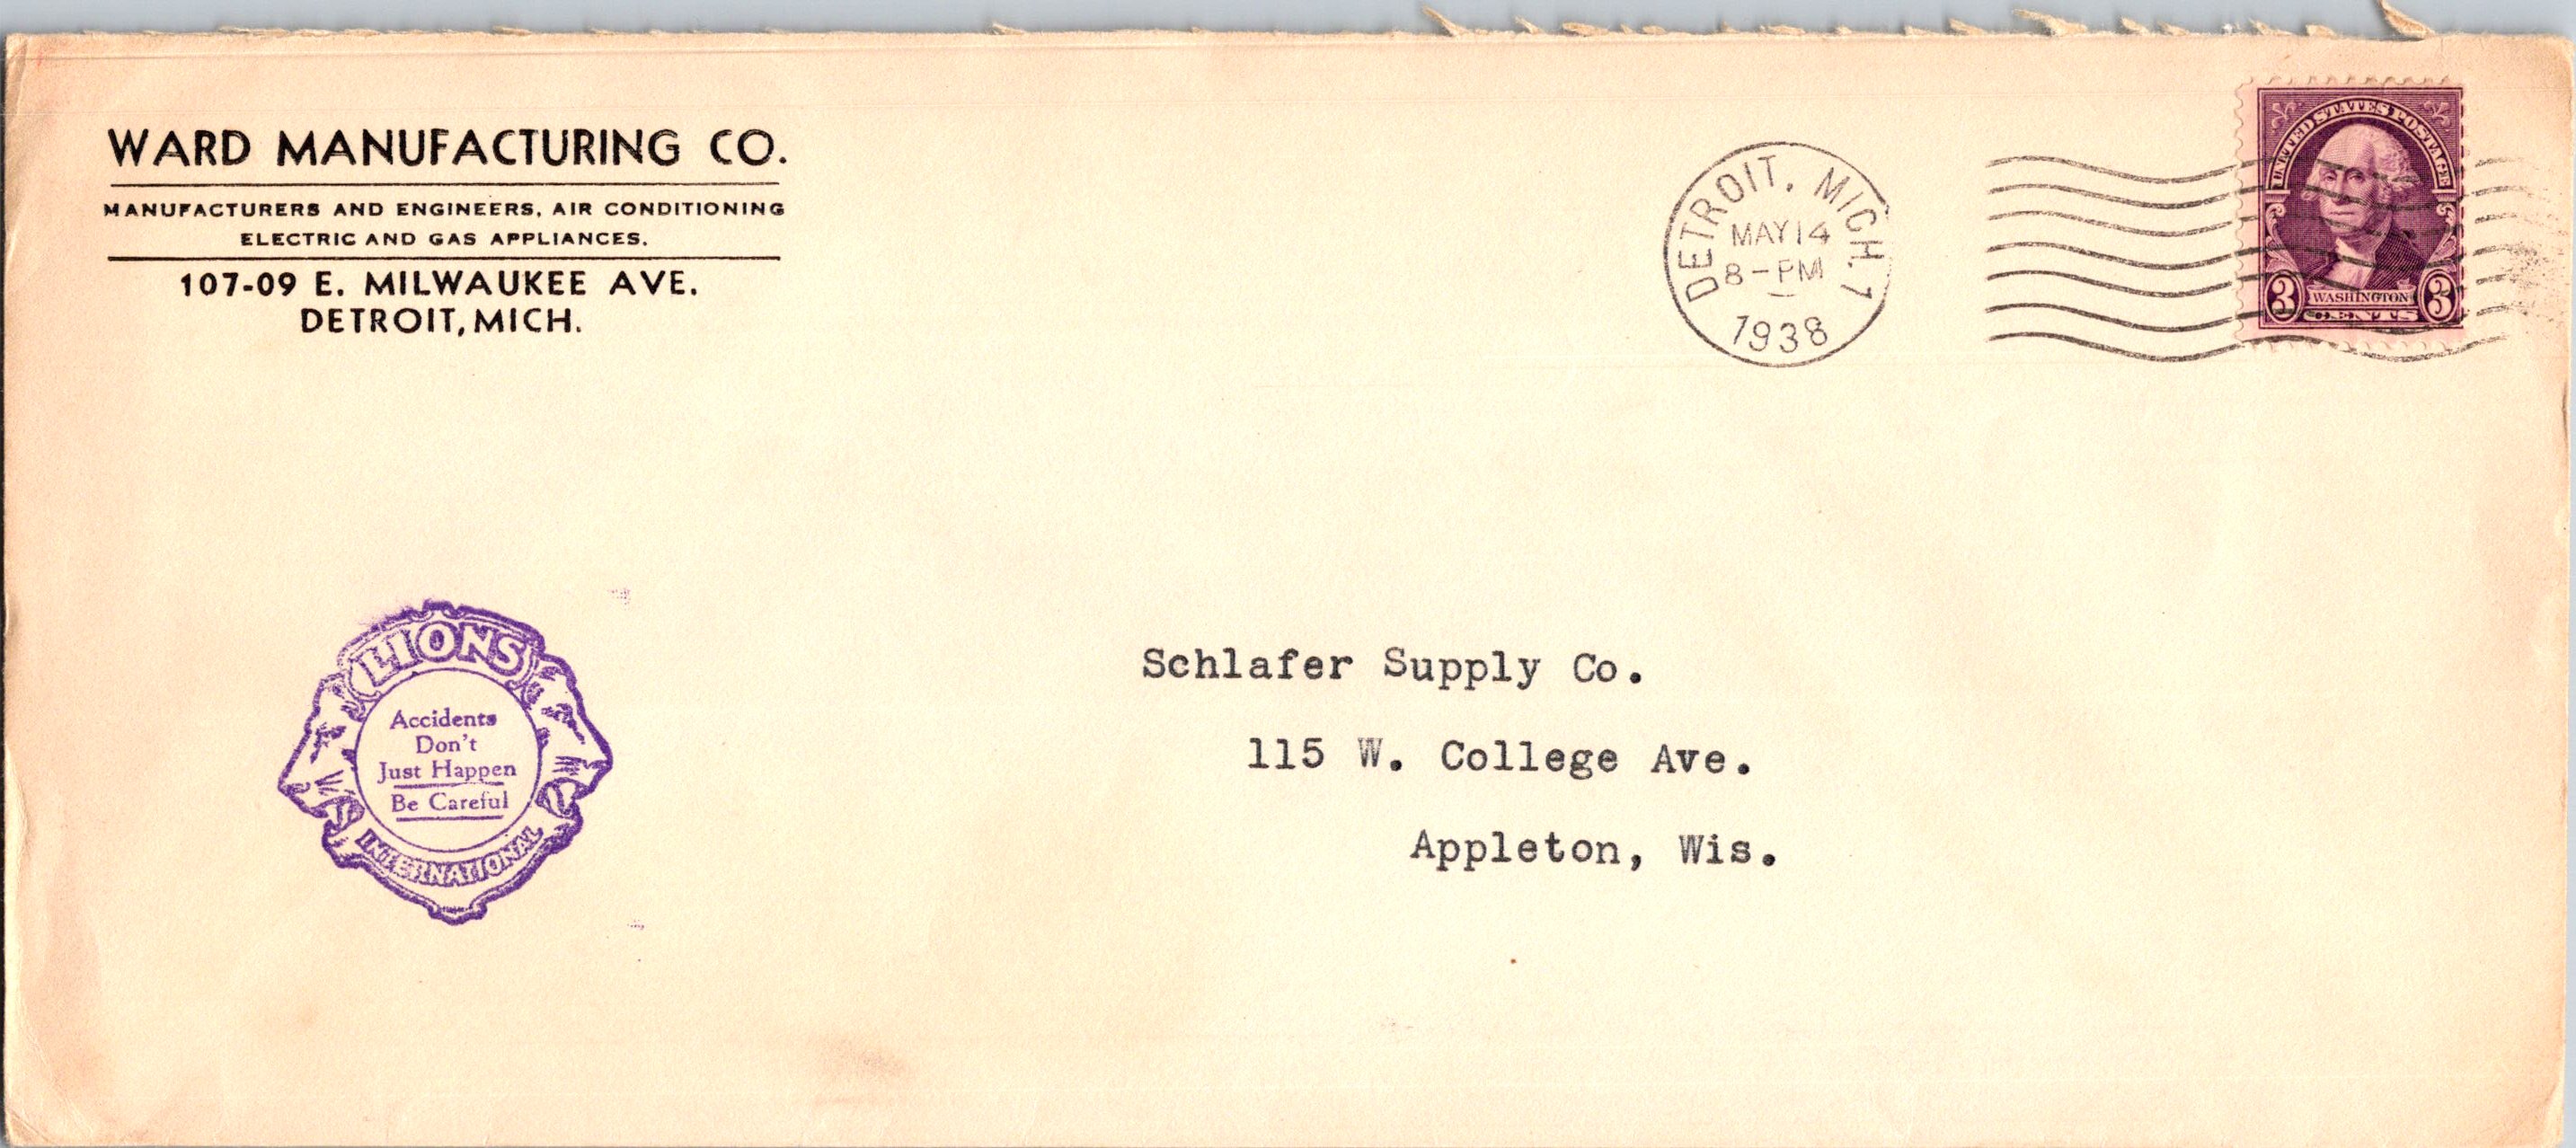 WARD MANUFACTURING CO.
MANUFACTURERS AND ENGINEERS, AIR CONDITIONING
ELECTRIC AND GAS APPLIANCES.
107-09 E. MILWAUKEE AVE.
DETROIT, MICH.
DETROIT, MICH. 1
MAY 14
8-PM
1938
UNITED STATES POSTAGE
3 WASHINGTON 3
CENTS
LIONS
Accidents
Don't
Just Happen
Be Careful
INTERNATIONAL
Schlafer Supply Co.
115 W. College Ave.
Appleton, Wis.